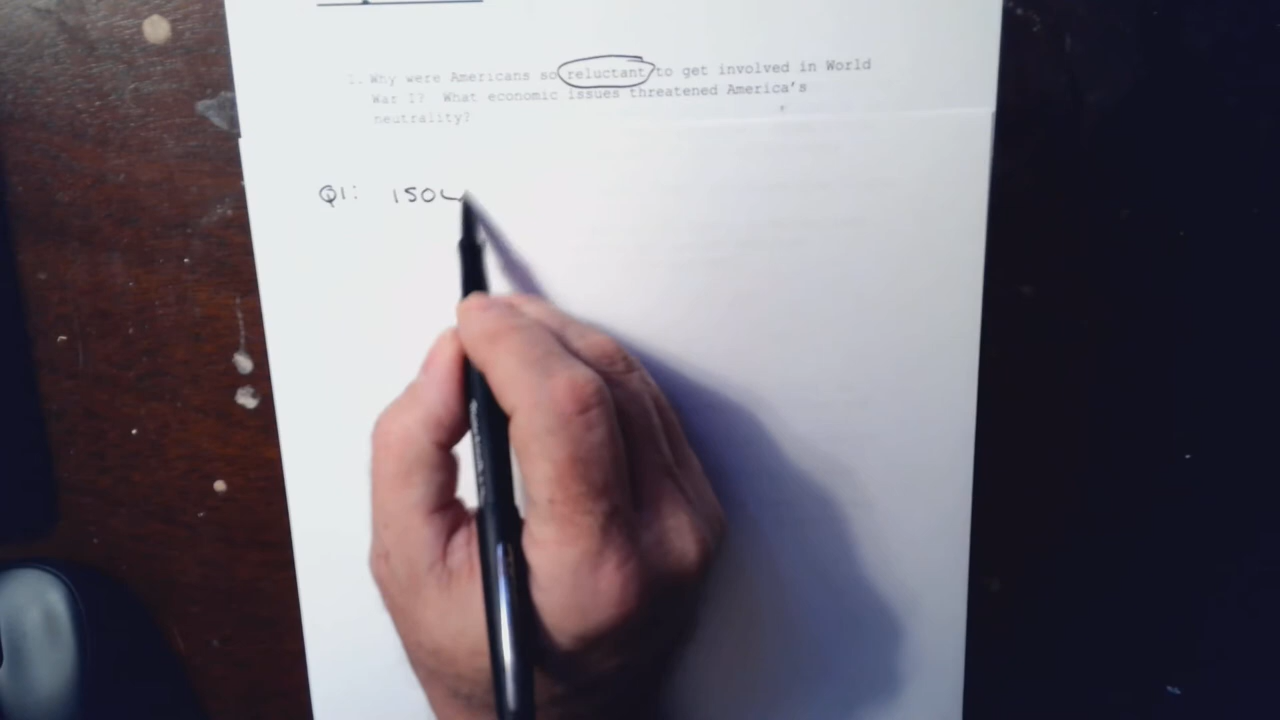 1. Why were Americans so reluctant to get involved in World
War I? What economic issues threatened America's
neutrality?
Q1: ISOL